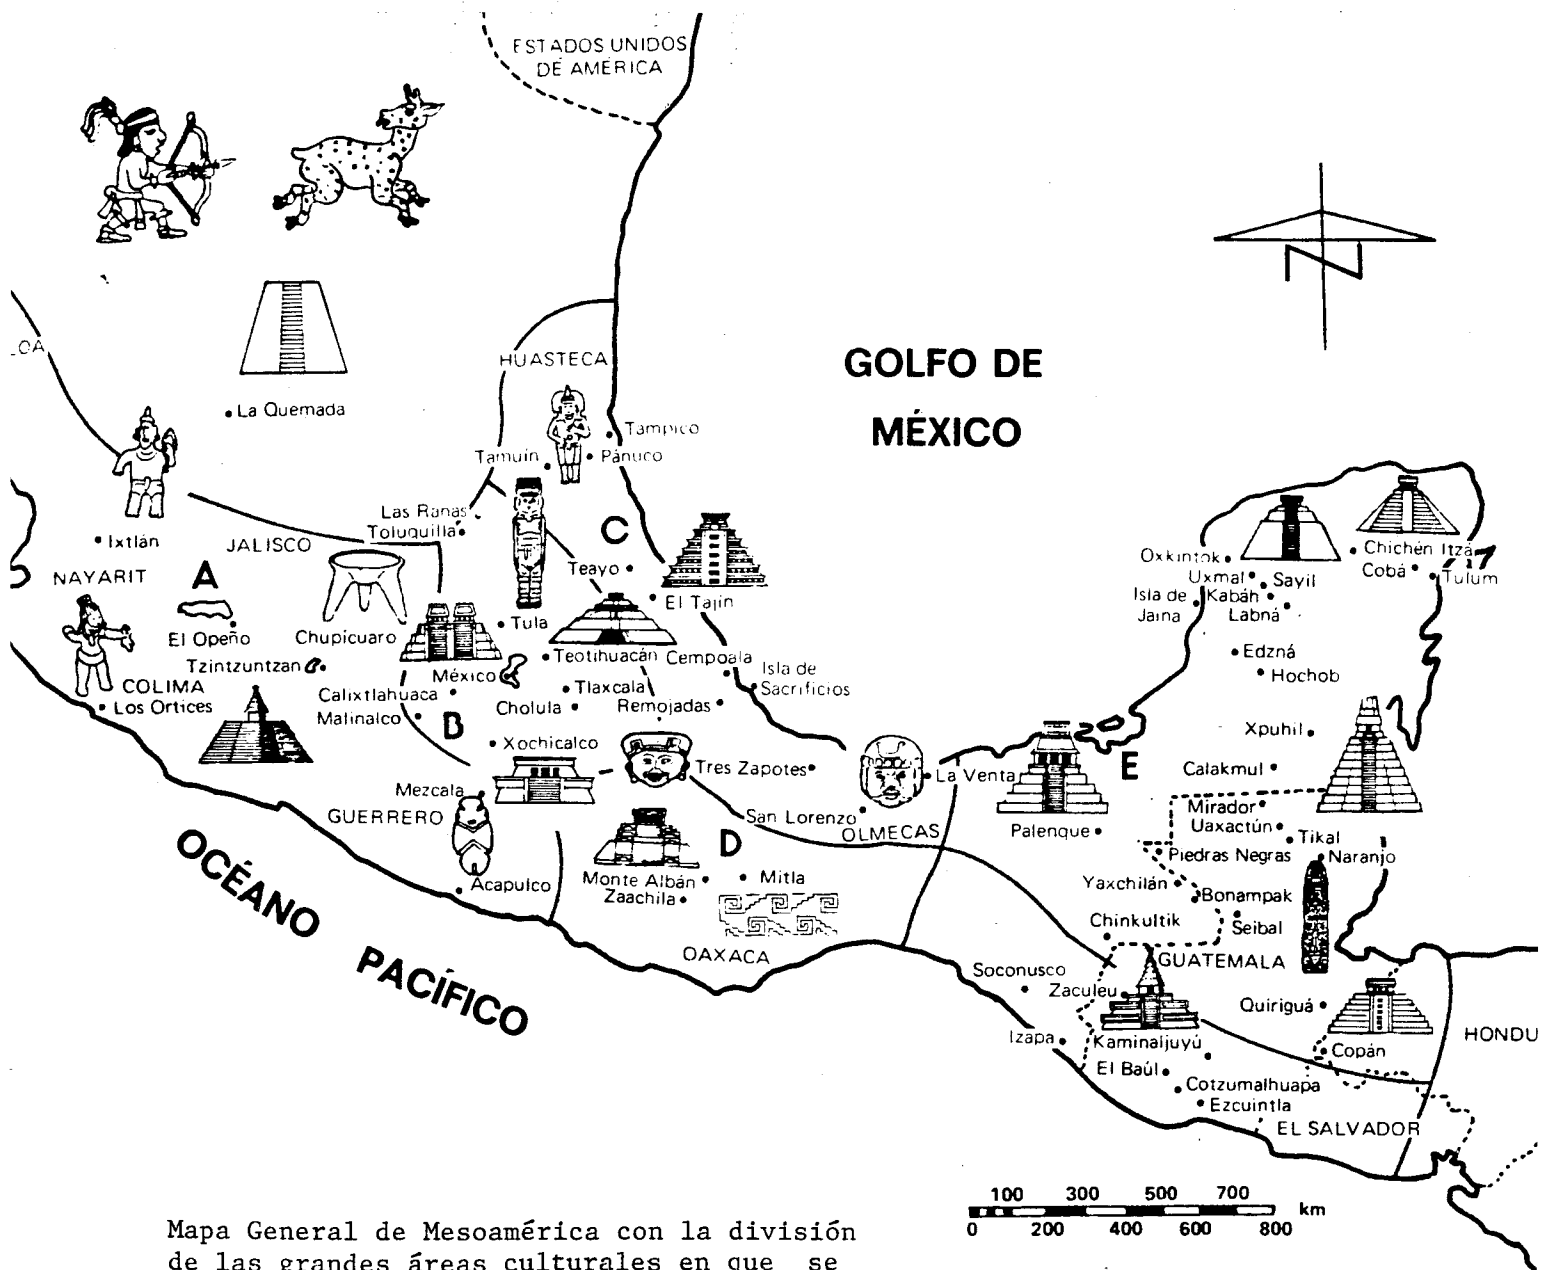 ESTADOS UNIDOS
DE AMÉRICA
N
HUASTECA
GOLFO DE
MÉXICO
La Quemada
Tampico
Tamuín
Pánuco
Las Ranas
Toluquilla
C
Ixtlán
JALISCO
NAYARIT
A
Teayo
El Tajín
El Opeño
Chupícuaro
Tula
Tzintzuntzan
México
Teotihuacán
Cempoala
Isla de
Sacrificios
COLIMA
Los Ortices
Calixtlahuaca
Malinalco
B
Tlaxcala
Cholula
Remojadas
Xochicalco
Tres Zapotes
La Venta
Mezcala
GUERRERO
San Lorenzo
OLMECAS
D
Acapulco
Monte Albán
Zaachila
Mitla
OAXACA
OCÉANO PACÍFICO
Oxkintok
Uxmal
Sayil
Chichén Itzá
Cobá
Tulum
Isla de
Jaina
Kabáh
Labná
Edzná
Hochob
Xpuhil
E
Calakmul
Palenque
Mirador
Uaxactún
Tikal
Piedras Negras
Naranjo
Yaxchilán
Bonampak
Chinkultik
Seibal
GUATEMALA
Soconusco
Zaculeu
Quiriguá
Izapa
Kaminaljuyú
Copán
HONDU
El Baúl
Cotzumalhuapa
Ezcuintla
EL SALVADOR
100 300 500 700
km
0 200 400 600 800
Mapa General de Mesoamérica con la división
de las grandes áreas culturales en que se